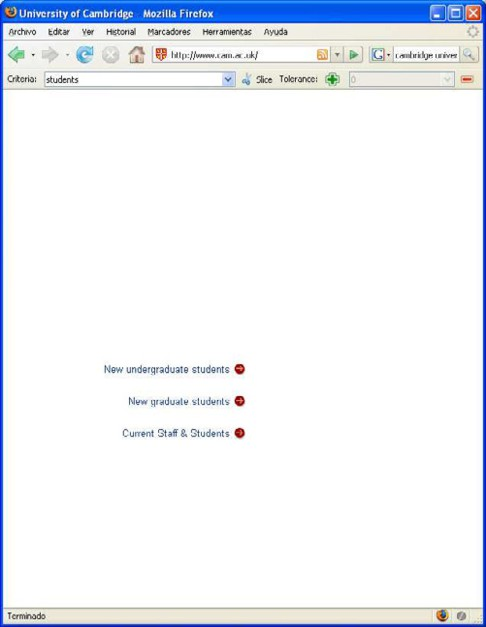 University of Cambridge - Mozilla Firefox
Archivo Editar Ver Historial Marcadores Herramientas Ayuda
http://www.cam.ac.uk/ G cambridge univer
Criteria: students Slice Tolerance: 0
New undergraduate students
New graduate students
Current Staff & Students
Terminado